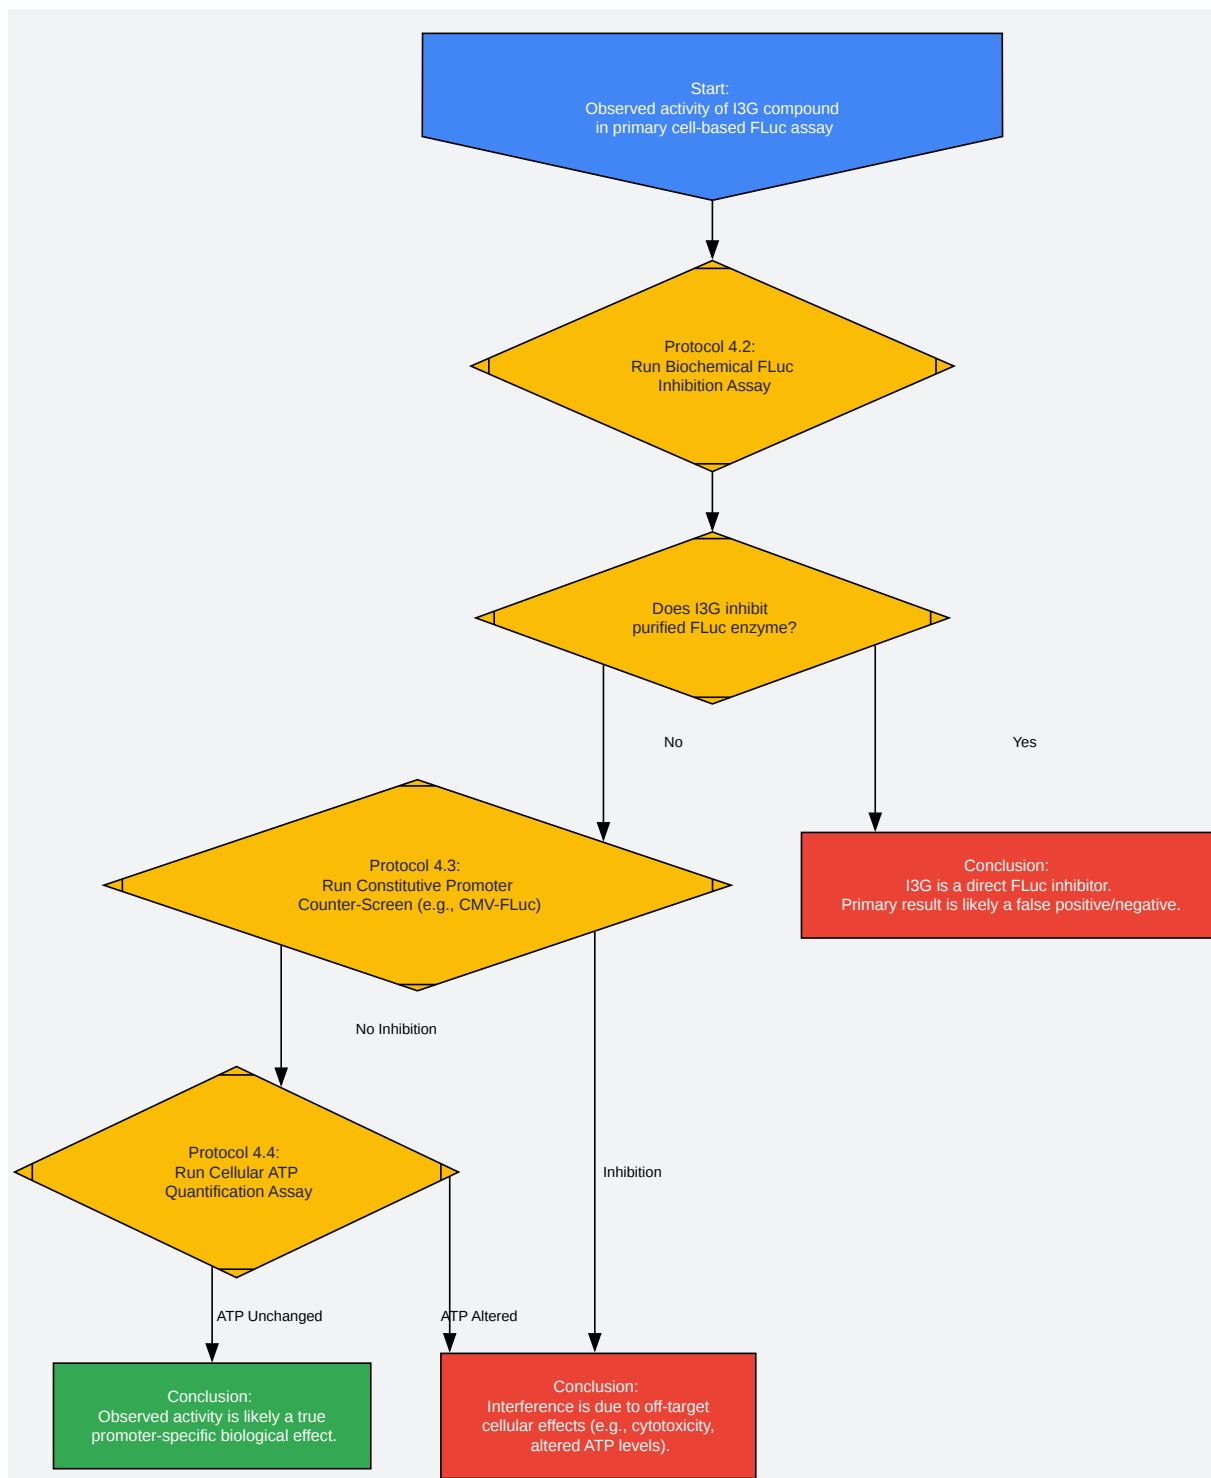 Start:
Observed activity of I3G compound
in primary cell-based FLuc assay
Protocol 4.2:
Run Biochemical FLuc
Inhibition Assay
Does I3G inhibit
purified FLuc enzyme?
No
Yes
Protocol 4.3:
Run Constitutive Promoter
Counter-Screen (e.g., CMV-FLuc)
Conclusion:
I3G is a direct FLuc inhibitor.
Primary result is likely a false positive/negative.
No Inhibition
Protocol 4.4:
Run Cellular ATP
Quantification Assay
Inhibition
ATP Unchanged
ATP Altered
Conclusion:
Observed activity is likely a true
promoter-specific biological effect.
Conclusion:
Interference is due to off-target
cellular effects (e.g., cytotoxicity,
altered ATP levels).